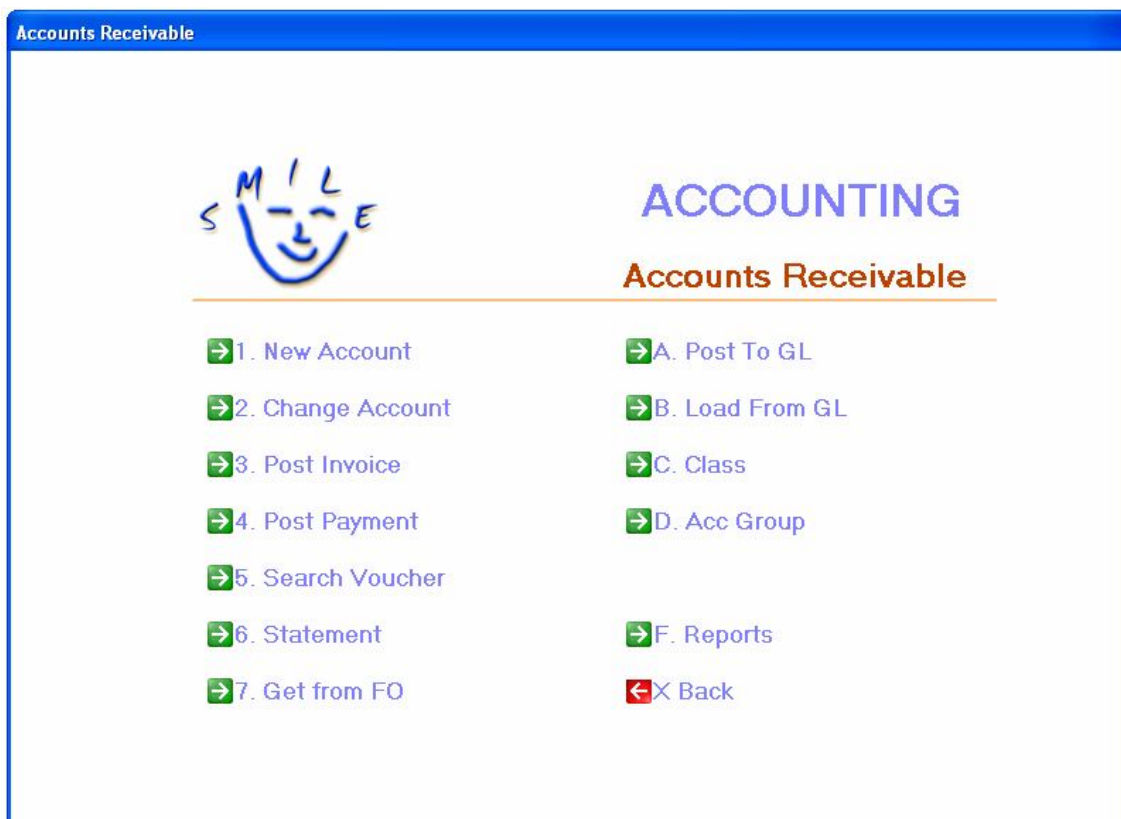 Accounts Receivable
SMILE
ACCOUNTING
Accounts Receivable
1. New Account
2. Change Account
3. Post Invoice
4. Post Payment
5. Search Voucher
6. Statement
7. Get from FO
A. Post To GL
B. Load From GL
C. Class
D. Acc Group
F. Reports
X Back